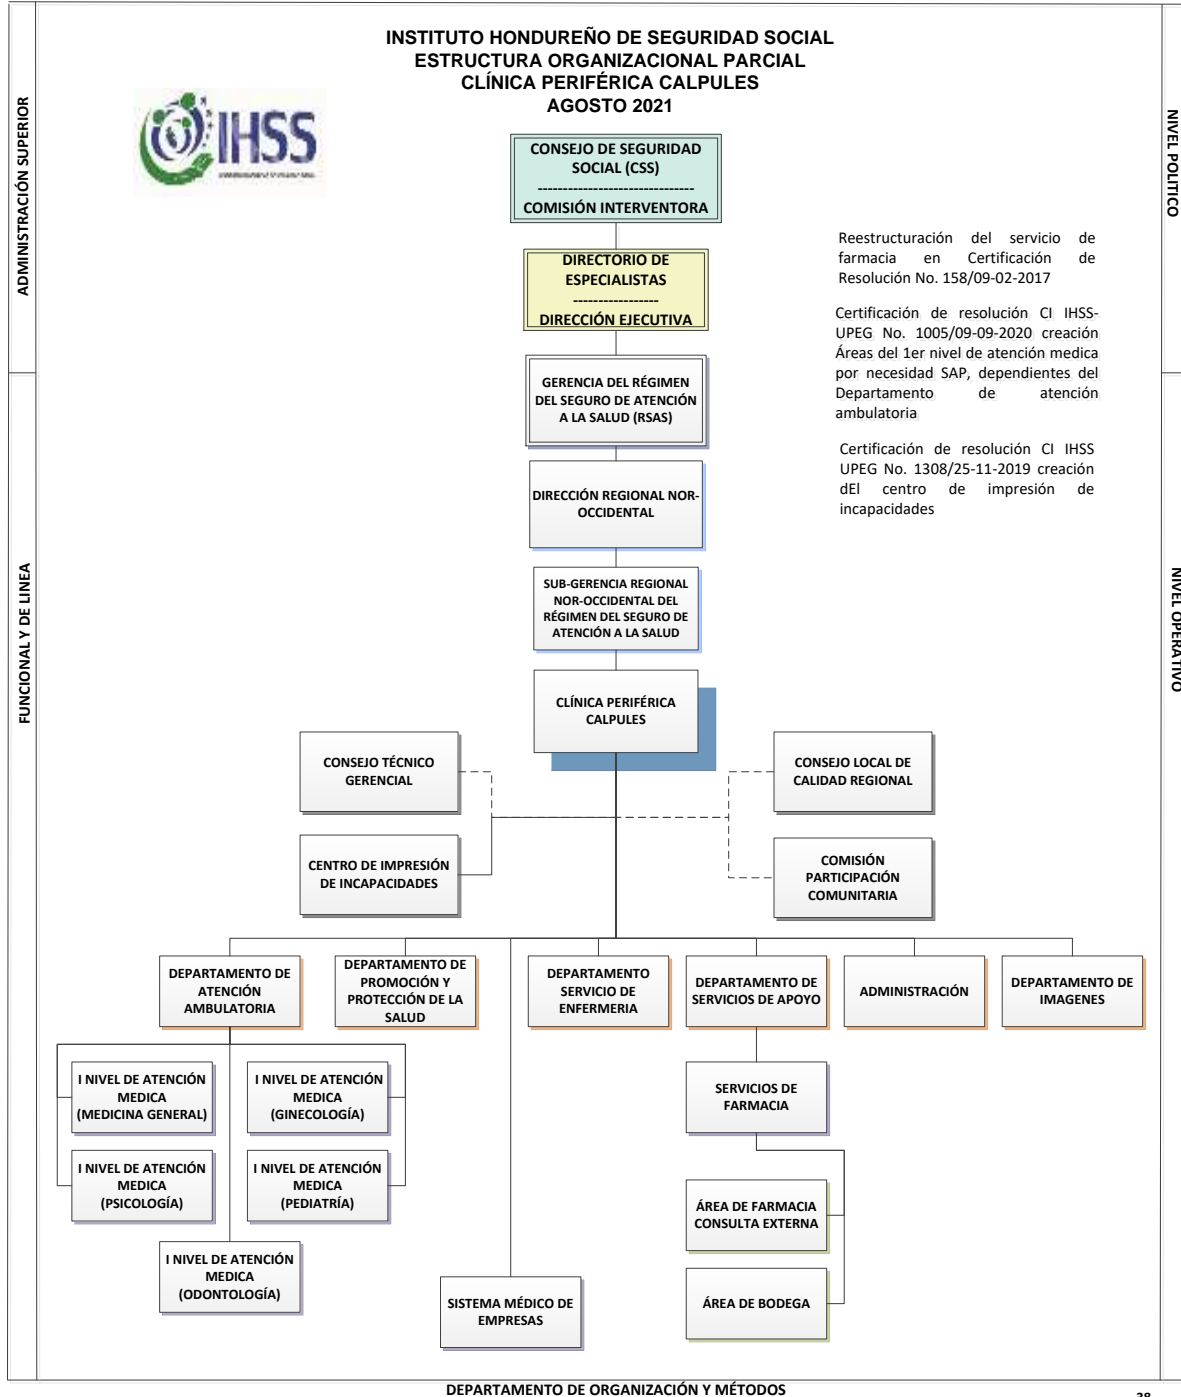 INSTITUTO HONDUREÑO DE SEGURIDAD SOCIAL
ESTRUCTURA ORGANIZACIONAL PARCIAL
CLÍNICA PERIFÉRICA CALPULES
AGOSTO 2021
IHSS
ADMINISTRACIÓN SUPERIOR
NIVEL POLITICO
CONSEJO DE SEGURIDAD
SOCIAL (CSS)
-------------------------------
COMISIÓN INTERVENTORA
DIRECTORIO DE
ESPECIALISTAS
-----------------
DIRECCIÓN EJECUTIVA
Reestructuración del servicio de
farmacia en Certificación de
Resolución No. 158/09-02-2017
Certificación de resolución CI IHSS-
UPEG No. 1005/09-09-2020 creación
Áreas del 1er nivel de atención medica
por necesidad SAP, dependientes del
Departamento de atención
ambulatoria
Certificación de resolución CI IHSS
UPEG No. 1308/25-11-2019 creación
dEl centro de impresión de
incapacidades
GERENCIA DEL RÉGIMEN
DEL SEGURO DE ATENCIÓN
A LA SALUD (RSAS)
DIRECCIÓN REGIONAL NOR-
OCCIDENTAL
FUNCIONAL Y DE LINEA
NIVEL OPERATIVO
SUB-GERENCIA REGIONAL
NOR-OCCIDENTAL DEL
RÉGIMEN DEL SEGURO DE
ATENCIÓN A LA SALUD
CLÍNICA PERIFÉRICA
CALPULES
CONSEJO TÉCNICO
GERENCIAL
CONSEJO LOCAL DE
CALIDAD REGIONAL
CENTRO DE IMPRESIÓN
DE INCAPACIDADES
COMISIÓN
PARTICIPACIÓN
COMUNITARIA
DEPARTAMENTO DE
ATENCIÓN
AMBULATORIA
DEPARTAMENTO DE
PROMOCIÓN Y
PROTECCIÓN DE LA
SALUD
DEPARTAMENTO
SERVICIO DE
ENFERMERIA
DEPARTAMENTO DE
SERVICIOS DE APOYO
ADMINISTRACIÓN
DEPARTAMENTO DE
IMAGENES
I NIVEL DE ATENCIÓN
MEDICA
(MEDICINA GENERAL)
I NIVEL DE ATENCIÓN
MEDICA
(GINECOLOGÍA)
SERVICIOS DE
FARMACIA
I NIVEL DE ATENCIÓN
MEDICA
(PSICOLOGÍA)
I NIVEL DE ATENCIÓN
MEDICA
(PEDIATRÍA)
ÁREA DE FARMACIA
CONSULTA EXTERNA
I NIVEL DE ATENCIÓN
MEDICA
(ODONTOLOGÍA)
SISTEMA MÉDICO DE
EMPRESAS
ÁREA DE BODEGA
DEPARTAMENTO DE ORGANIZACIÓN Y MÉTODOS
38